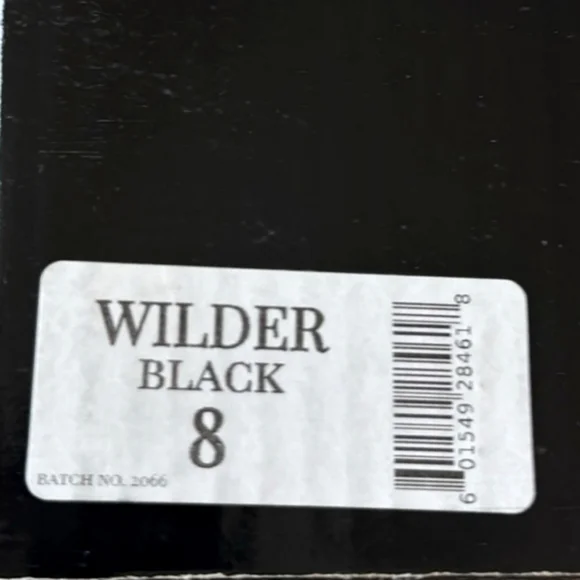 WILDER
BLACK
8
BATCH NO. 2066
6 01549 28461 8